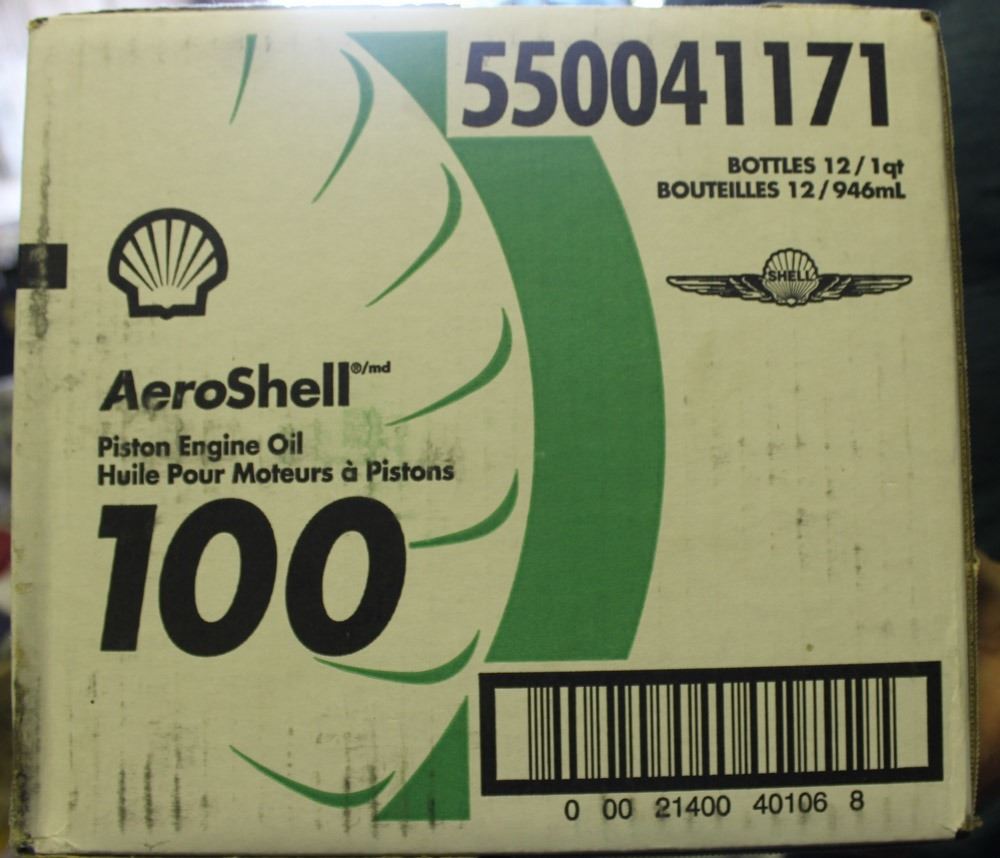 550041171
BOTTLES 12/1qt
BOUTEILLES 12/946mL
SHELL
AeroShell®/md
Piston Engine Oil
Huile Pour Moteurs à Pistons
100
0 00 21400 40106 8